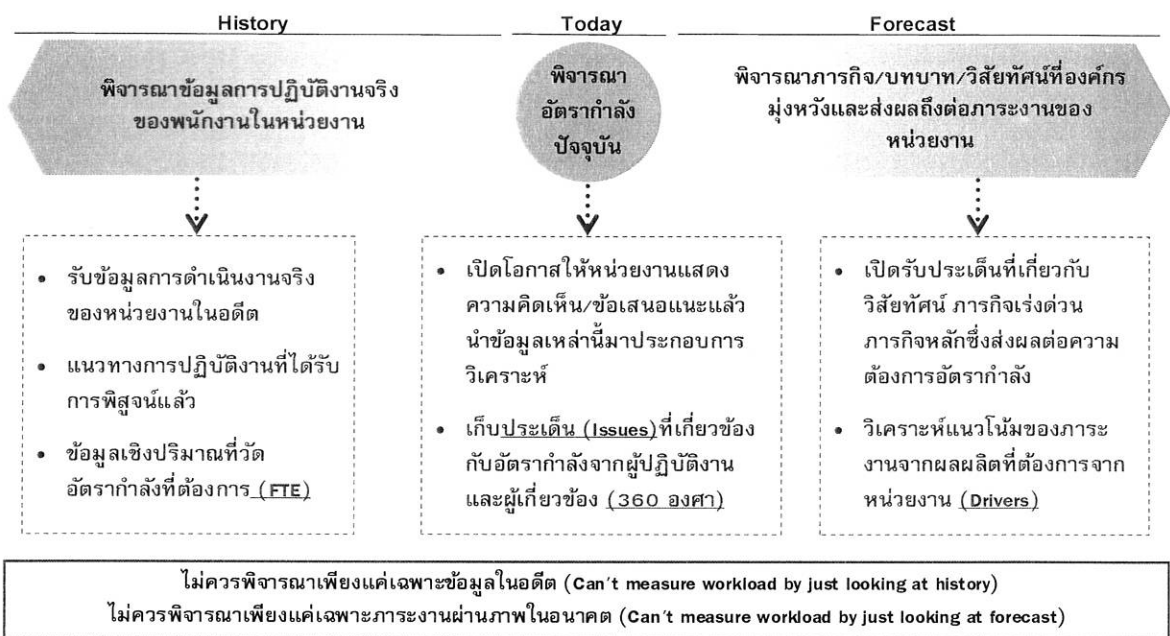 History
Today
Forecast
พิจารณาข้อมูลการปฏิบัติงานจริง
ของพนักงานในหน่วยงาน
พิจารณา
อัตรากำลัง
ปัจจุบัน
พิจารณาภารกิจ/บทบาท/วิสัยทัศน์ที่องค์กร
มุ่งหวังและส่งผลถึงต่อภาระงานของ
หน่วยงาน
• รับข้อมูลการดำเนินงานจริง
ของหน่วยงานในอดีต
• แนวทางการปฏิบัติงานที่ได้รับ
การพิสูจน์แล้ว
• ข้อมูลเชิงปริมาณที่วัด
อัตรากำลังที่ต้องการ (FTE)
• เปิดโอกาสให้หน่วยงานแสดง
ความคิดเห็น/ข้อเสนอแนะแล้ว
นำข้อมูลเหล่านี้มาประกอบการ
วิเคราะห์
• เก็บประเด็น (Issues)ที่เกี่ยวข้อง
กับอัตรากำลังจากผู้ปฏิบัติงาน
และผู้เกี่ยวข้อง (360 องศา)
• เปิดรับประเด็นที่เกี่ยวกับ
วิสัยทัศน์ ภารกิจเร่งด่วน
ภารกิจหลักซึ่งส่งผลต่อความ
ต้องการอัตรากำลัง
• วิเคราะห์แนวโน้มของภาระ
งานจากผลผลิตที่ต้องการจาก
หน่วยงาน (Drivers)
ไม่ควรพิจารณาเพียงแค่เฉพาะข้อมูลในอดีต (Can't measure workload by just looking at history)
ไม่ควรพิจารณาเพียงแค่เฉพาะภาระงานผ่านภาพในอนาคต (Can't measure workload by just looking at forecast)